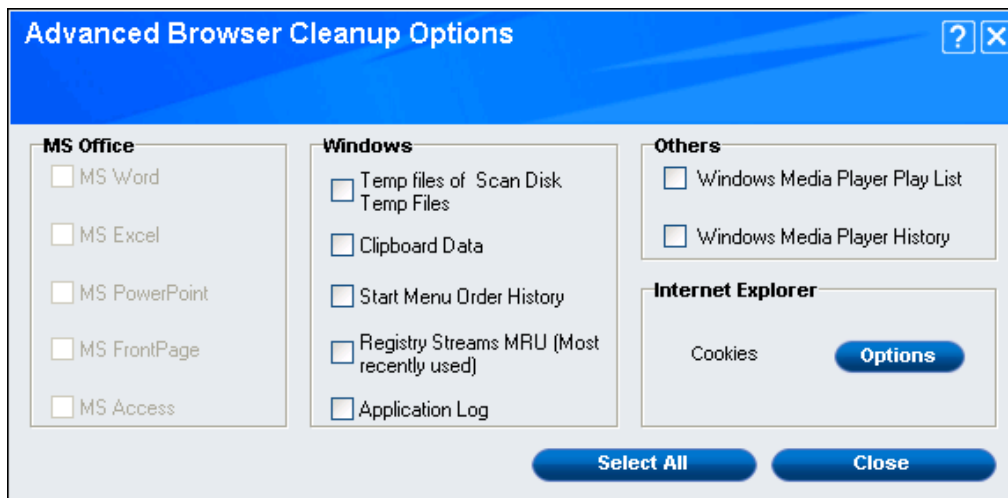 Advanced Browser Cleanup Options
?
MS Office
MS Word
MS Excel
MS PowerPoint
MS FrontPage
MS Access
Windows
Temp files of  Scan Disk
Temp Files
Clipboard Data
Start Menu Order History
Registry Streams MRU (Most
recently used)
Application Log
Others
Windows Media Player Play List
Windows Media Player History
Internet Explorer
Cookies
Options
Select All
Close